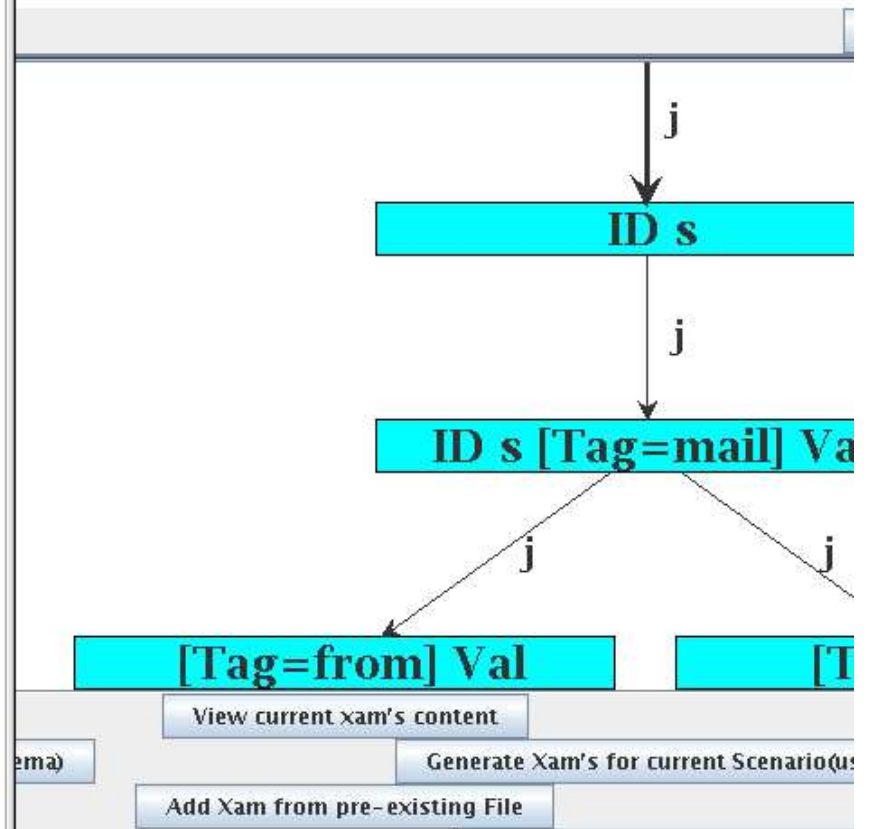 j
ID s
j
ID s [Tag=mail] Va
j
j
[Tag=from] Val
[T
View current xam's content
ema)
Generate Xam's for current Scenario(us
Add Xam from pre-existing File